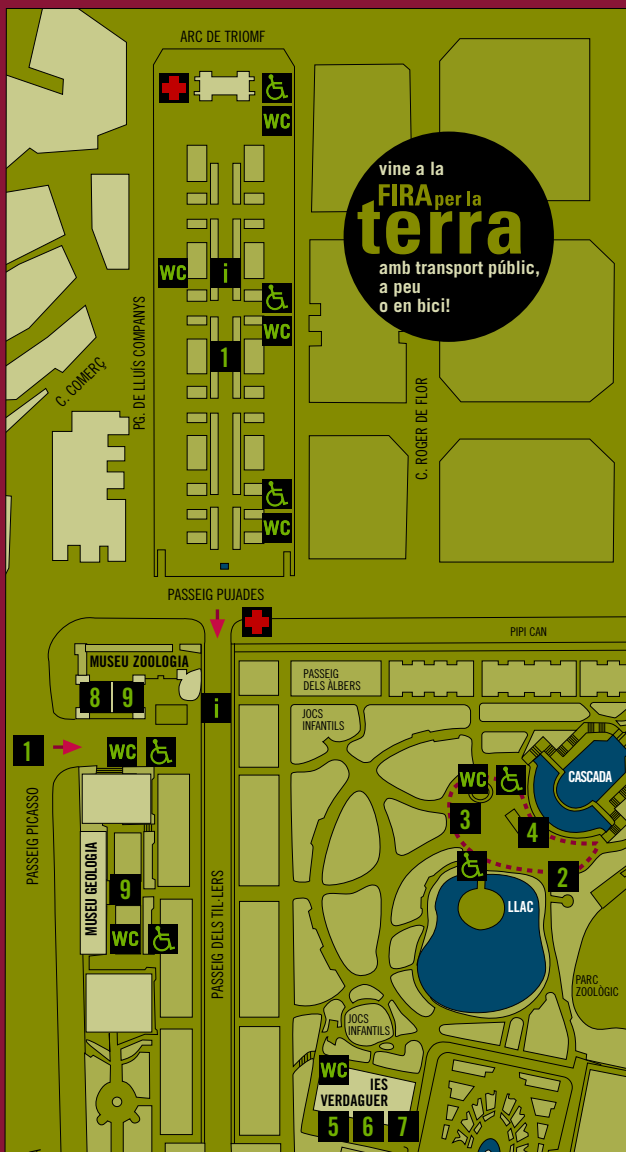 ARC DE TRIOMF
WC
vine a la
FIRA per la
terra
amb transport públic,
a peu
o en bici!
WC
i
WC
1
PG. DE LLUÍS COMPANYS
C. COMERÇ
C. ROGER DE FLOR
WC
PASSEIG PUJADES
PIPI CAN
MUSEU ZOOLOGIA
8 9
i
PASSEIG
DELS ÀLBERS
JOCS
INFANTILS
1
WC
PASSEIG PICASSO
CASCADA
WC
3
4
2
MUSEU GEOLOGIA
9
WC
PASSEIG DELS TIL·LERS
LLAC
PARC
ZOOLÒGIC
JOCS
INFANTILS
WC
IES
VERDAGUER
5 6 7